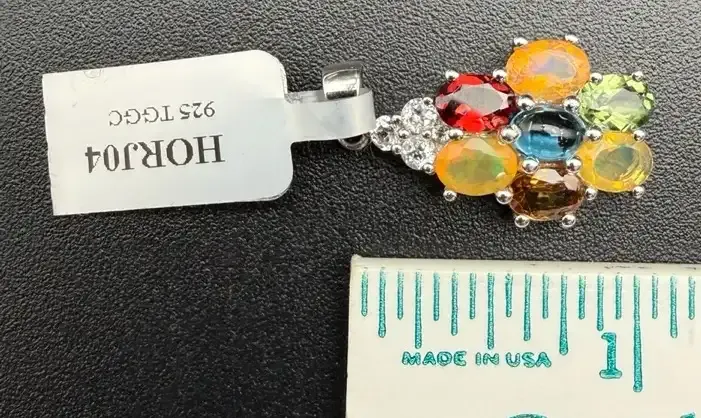 HORJ04
925 TGGC
MADE IN USA
1